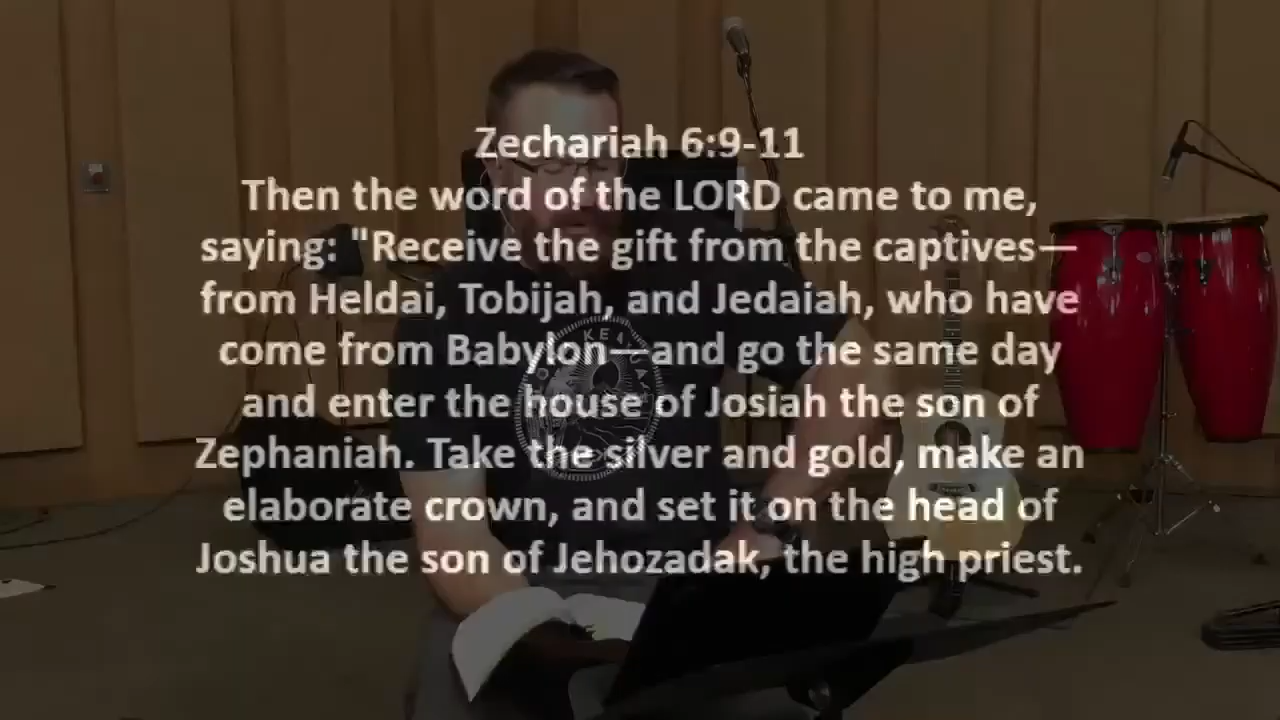 Zechariah 6:9-11
Then the word of the LORD came to me,
saying: "Receive the gift from the captives—
from Heldai, Tobijah, and Jedaiah, who have
come from Babylon—and go the same day
and enter the house of Josiah the son of
Zephaniah. Take the silver and gold, make an
elaborate crown, and set it on the head of
Joshua the son of Jehozadak, the high priest.